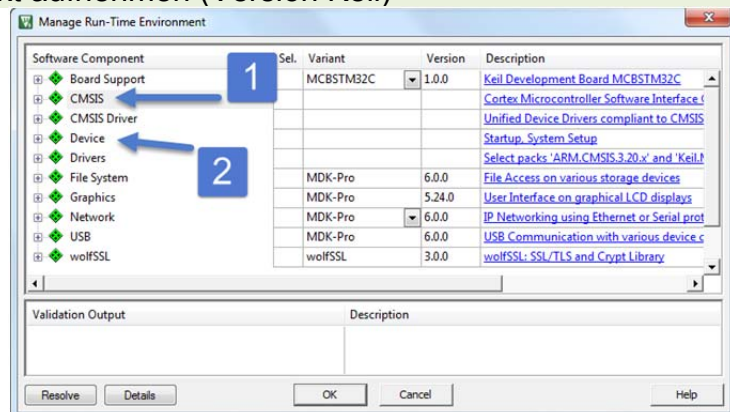 aufnehmen (Version Keil)
Manage Run-Time Environment
Software Component Sel. Variant Version Description
Board Support MCBSTM32C 1.0.0 Keil Development Board MCBSTM32C
CMSIS Cortex Microcontroller Software Interface
CMSIS Driver Unified Device Drivers compliant to CMSIS
Device Startup, System Setup
Drivers Select packs 'ARM.CMSIS.3.20.x' and 'Keil.
File System MDK-Pro 6.0.0 File Access on various storage devices
Graphics MDK-Pro 5.24.0 User Interface on graphical LCD displays
Network MDK-Pro 6.0.0 IP Networking using Ethernet or Serial prot
USB MDK-Pro 6.0.0 USB Communication with various device c
wolfSSL wolfSSL 3.0.0 wolfSSL: SSL/TLS and Crypt Library
1
2
Validation Output Description
Resolve Details OK Cancel Help